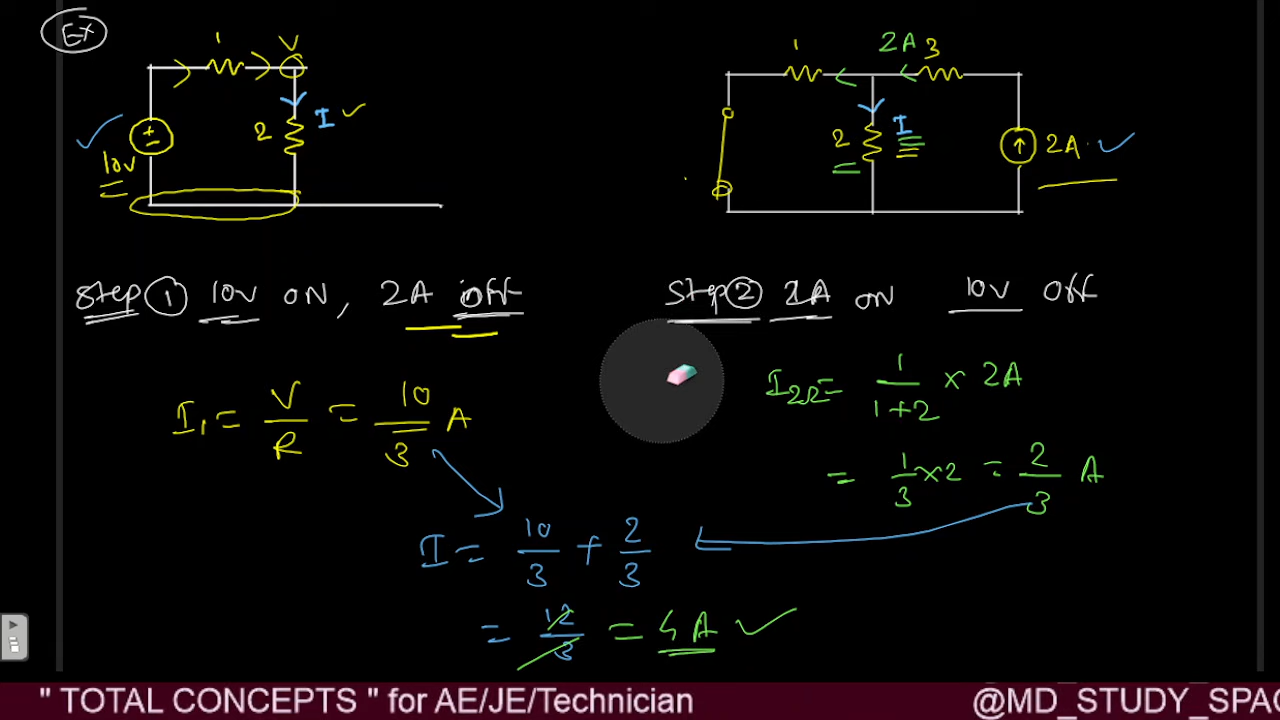 Ex
1 V
10V 2 I
1 2A 3
2 I 2A
Step ① 10V ON, 2A off
Step ② 2A ON 10V Off
I₁ = V/R = 10/3 A
I2Ω = 1/1+2 × 2A
= 1/3 × 2 = 2/3 A
I = 10/3 + 2/3
= 12/3 = 4A
" TOTAL CONCEPTS " for AE/JE/Technician @MD_STUDY_SPAC